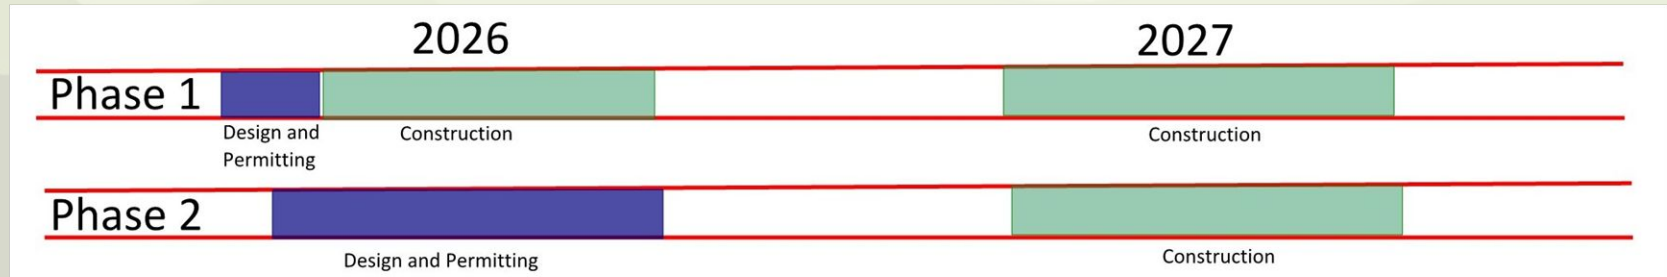 2026
2027
Phase 1
Design and
Permitting
Construction
Construction
Phase 2
Design and Permitting
Construction